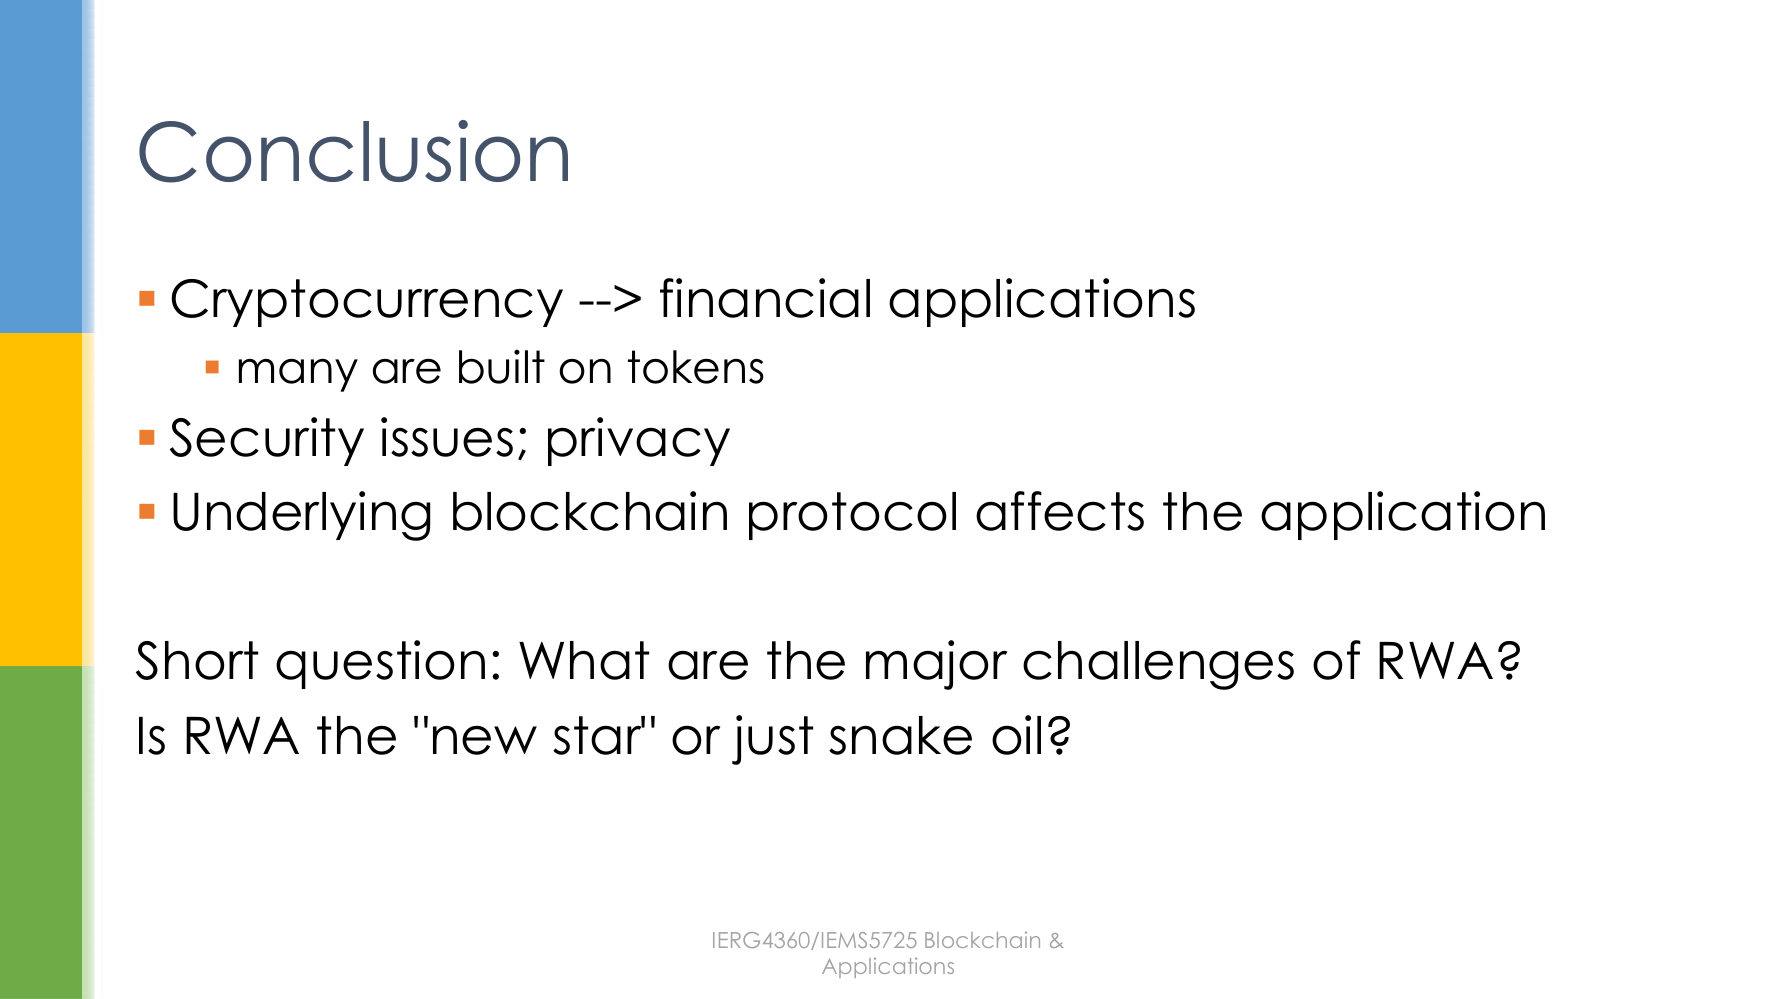 Conclusion
Cryptocurrency --> financial applications
many are built on tokens
Security issues; privacy
Underlying blockchain protocol affects the application
Short question: What are the major challenges of RWA?
Is RWA the "new star" or just snake oil?
IERG4360/IEMS5725 Blockchain &
Applications